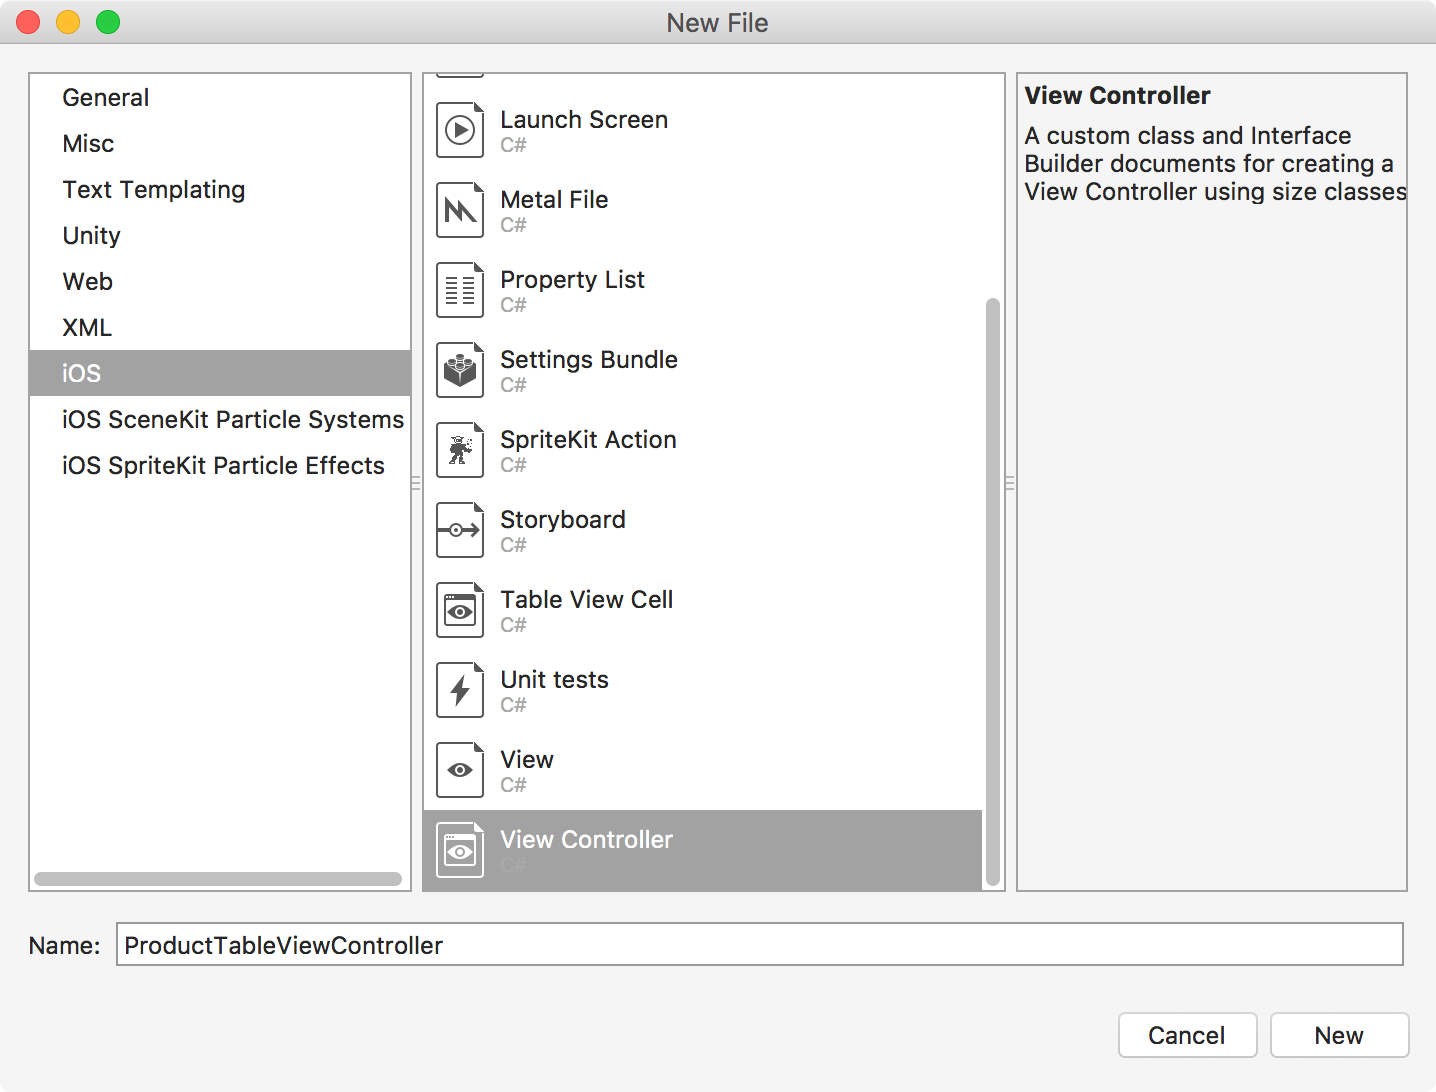 New File
General
Misc
Text Templating
Unity
Web
XML
iOS
iOS SceneKit Particle Systems
iOS SpriteKit Particle Effects
Launch Screen
C#
Metal File
C#
Property List
C#
Settings Bundle
C#
SpriteKit Action
C#
Storyboard
C#
Table View Cell
C#
Unit tests
C#
View
C#
View Controller
C#
View Controller
A custom class and Interface
Builder documents for creating a
View Controller using size classes
Name: ProductTableViewController
Cancel New